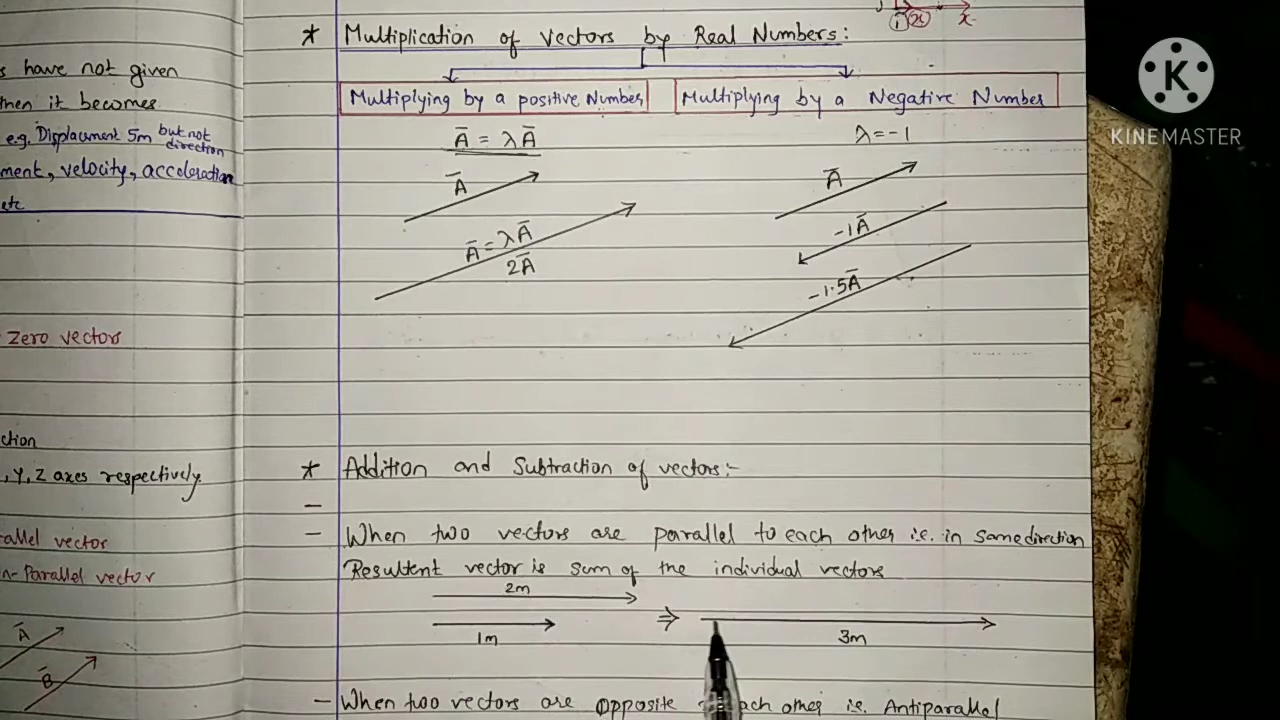 s have not given
then it becomes
e.g. Displacment 5m but not direction
ment, velocity, acceleration
etc
Zero vectors
ction
, Y, Z axes respectively
allel vector
n-Parallel vector
A̅
B̅
i x x
* Multiplication of Vectors by Real Numbers:
Multiplying by a positive Number Multiplying by a Negative Number
A̅ = λA̅ λ = -1
A̅ A̅
A̅ = λA̅ -1A̅
2A̅ -1.5A̅
* Addition and Subtraction of vectors:-
-
- When two vectors are parallel to each other i.e. in same direction
Resultent vector is sum of the individual vectors
2m
1m ⇒ 3m
- When two vectors are opposite each other i.e. Antiparallel
K
KINEMASTER